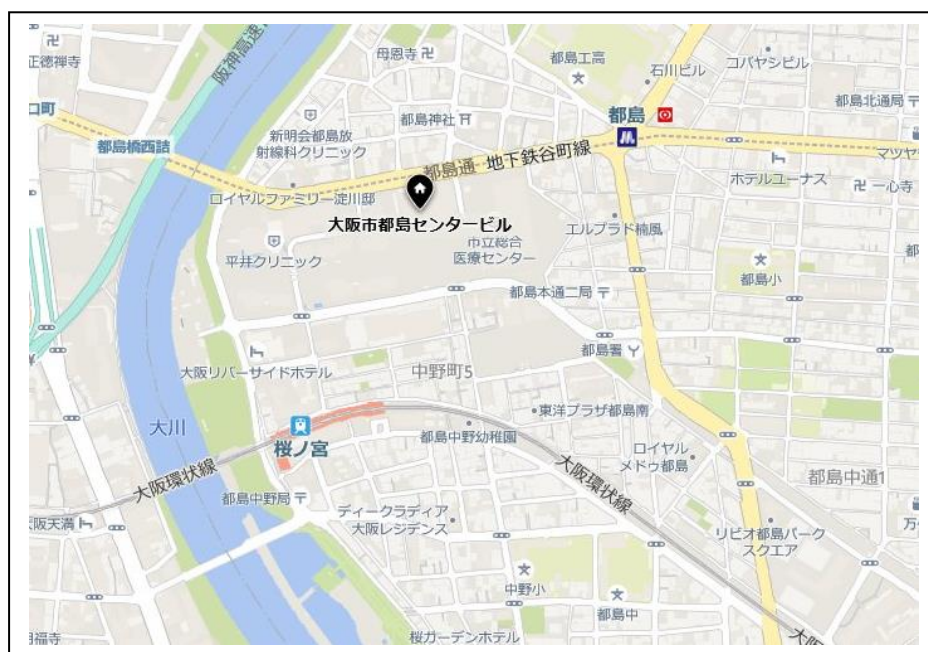 阪神高速
正徳禅寺
母恩寺
都島工高
石川ビル
コバヤシビル
口町
都島
都島北通局
都島神社
新明会都島放
射線科クリニック
都島橋西詰
都島通
地下鉄谷町線
マツヤ
ホテルユーナス
一心寺
ロイヤルファミリー淀川邸
大阪市都島センタービル
エルプラド楠風
平井クリニック
市立総合
医療センター
都島小
都島本通二局
大阪リバーサイドホテル
都島署
中野町5
大川
桜ノ宮
東洋プラザ都島南
都島中野幼稚園
ロイヤル
メドゥ都島
大阪環状線
大阪環状線
都島中通1
都島中野局
大阪天満
ディークラディア
大阪レジデンス
リビオ都島パーク
スクエア
中野小
都島中
桜ガーデンホテル